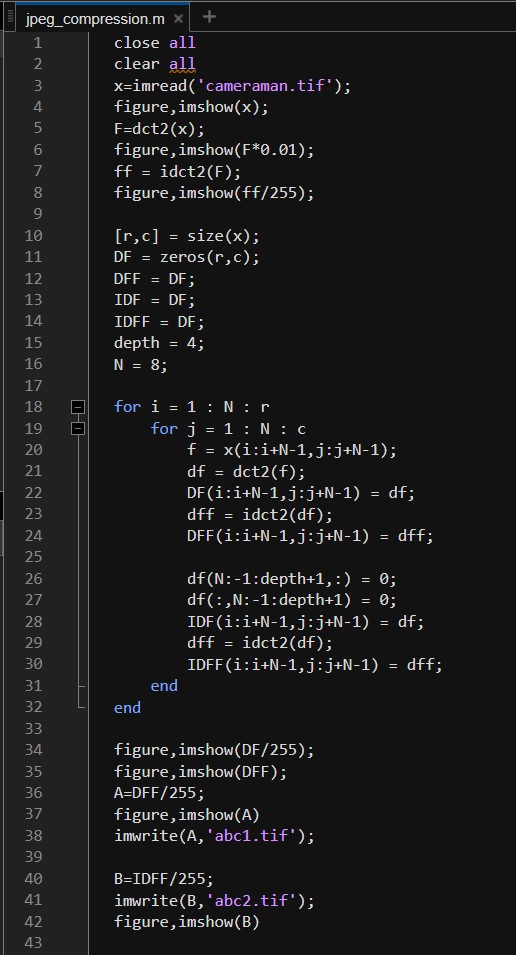 jpeg_compression.m × +
1 close all
2 clear all
3 x=imread('cameraman.tif');
4 figure,imshow(x);
5 F=dct2(x);
6 figure,imshow(F*0.01);
7 ff = idct2(F);
8 figure,imshow(ff/255);
9
10 [r,c] = size(x);
11 DF = zeros(r,c);
12 DFF = DF;
13 IDF = DF;
14 IDFF = DF;
15 depth = 4;
16 N = 8;
17
18 for i = 1 : N : r
19     for j = 1 : N : c
20         f = x(i:i+N-1,j:j+N-1);
21         df = dct2(f);
22         DF(i:i+N-1,j:j+N-1) = df;
23         dff = idct2(df);
24         DFF(i:i+N-1,j:j+N-1) = dff;
25
26         df(N:-1:depth+1,:) = 0;
27         df(:,N:-1:depth+1) = 0;
28         IDF(i:i+N-1,j:j+N-1) = df;
29         dff = idct2(df);
30         IDFF(i:i+N-1,j:j+N-1) = dff;
31     end
32 end
33
34 figure,imshow(DF/255);
35 figure,imshow(DFF);
36 A=DFF/255;
37 figure,imshow(A)
38 imwrite(A,'abc1.tif');
39
40 B=IDFF/255;
41 imwrite(B,'abc2.tif');
42 figure,imshow(B)
43